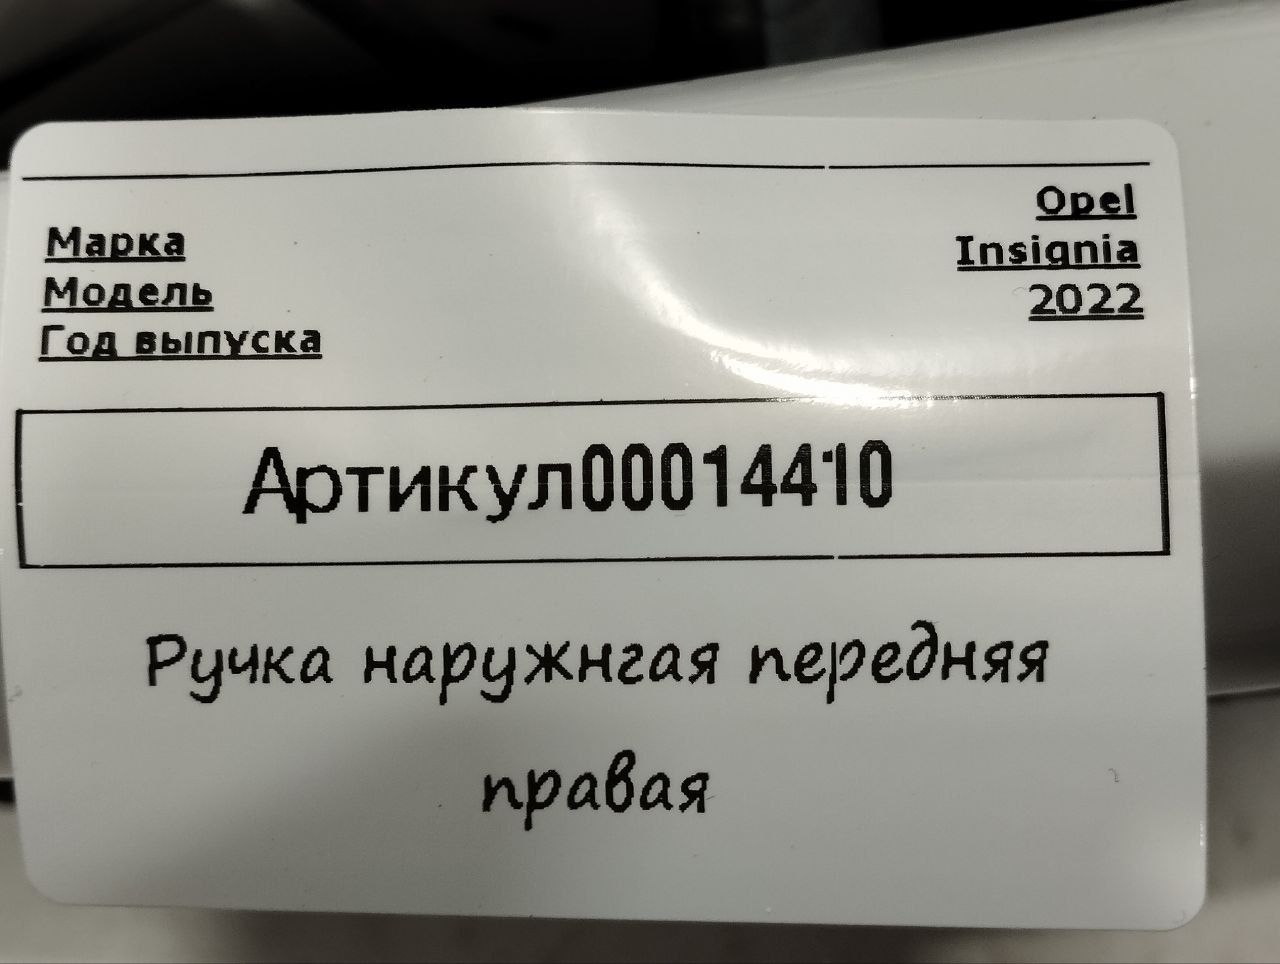 Opel
Марка Insignia
Модель 2022
Год выпуска
Артикул00014410
Ручка наружнгая передняя
правая